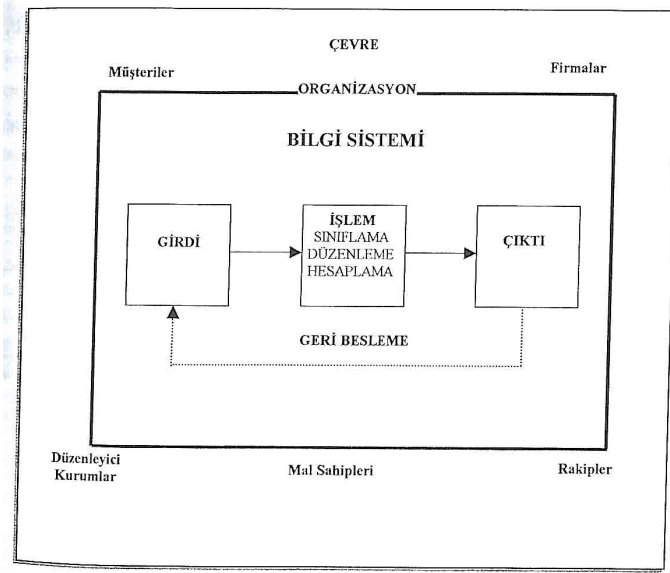 ÇEVRE
Müşteriler
Firmalar
ORGANİZASYON
BİLGİ SİSTEMİ
GİRDİ
İŞLEM
SINIFLAMA
DÜZENLEME
HESAPLAMA
ÇIKTI
GERİ BESLEME
Düzenleyici
Kurumlar
Mal Sahipleri
Rakipler